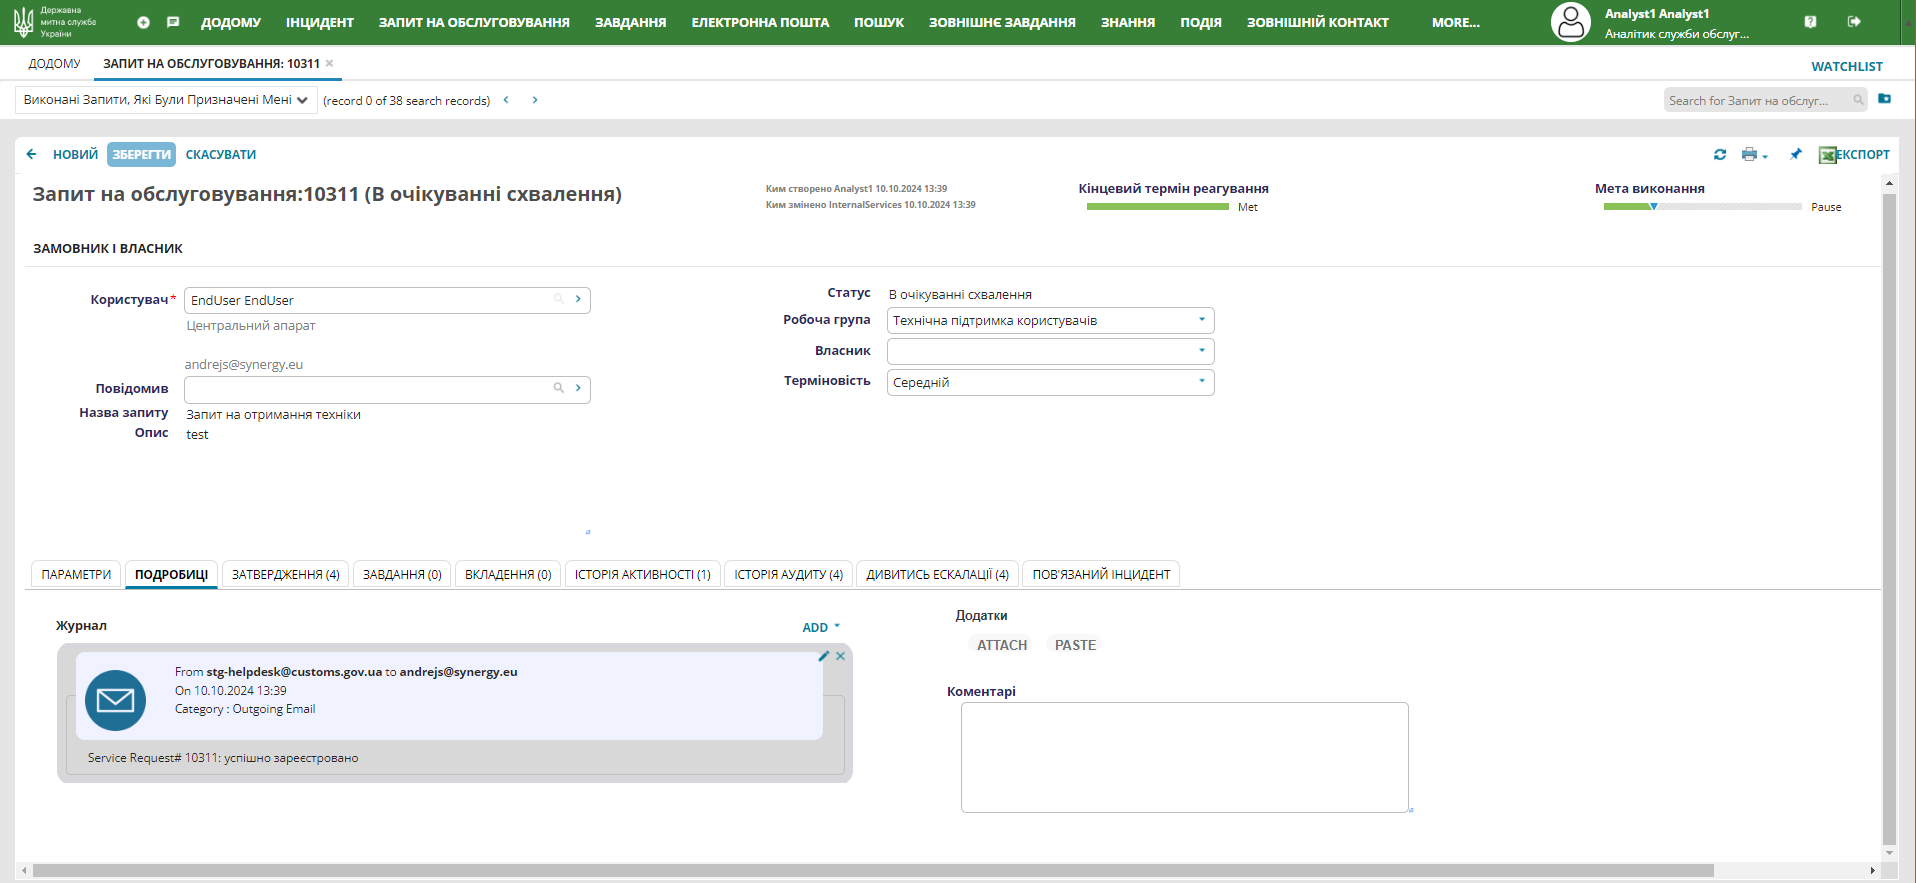 Державна
митна служба
України
ДОДОМУ ІНЦИДЕНТ ЗАПИТ НА ОБСЛУГОВУВАННЯ ЗАВДАННЯ ЕЛЕКТРОННА ПОШТА ПОШУК ЗОВНІШНЄ ЗАВДАННЯ ЗНАННЯ ПОДІЯ ЗОВНІШНІЙ КОНТАКТ MORE...
Analyst1 Analyst1
Аналітик служби обслуг...
ДОДОМУ ЗАПИТ НА ОБСЛУГОВУВАННЯ: 10311
WATCHLIST
Виконані Запити, Які Були Призначені Мені (record 0 of 38 search records)
Search for Запит на обслуг...
НОВИЙ ЗБЕРЕГТИ СКАСУВАТИ
ЕКСПОРТ
Запит на обслуговування:10311 (В очікуванні схвалення)
Ким створено Analyst1 10.10.2024 13:39
Ким змінено InternalServices 10.10.2024 13:39
Кінцевий термін реагування
Met
Мета виконання
Pause
ЗАМОВНИК І ВЛАСНИК
Користувач* EndUser EndUser
Центральний апарат
andrejs@synergy.eu
Повідомив
Назва запиту Запит на отримання техніки
Опис test
Статус В очікуванні схвалення
Робоча група Технічна підтримка користувачів
Власник
Терміновість Середній
ПАРАМЕТРИ ПОДРОБИЦІ ЗАТВЕРДЖЕННЯ (4) ЗАВДАННЯ (0) ВКЛАДЕННЯ (0) ІСТОРІЯ АКТИВНОСТІ (1) ІСТОРІЯ АУДИТУ (4) ДИВИТИСЬ ЕСКАЛАЦІЇ (4) ПОВ'ЯЗАНИЙ ІНЦИДЕНТ
Журнал
ADD
From stg-helpdesk@customs.gov.ua to andrejs@synergy.eu
On 10.10.2024 13:39
Category : Outgoing Email
Service Request# 10311: успішно зареєстровано
Додатки
ATTACH PASTE
Коментарі